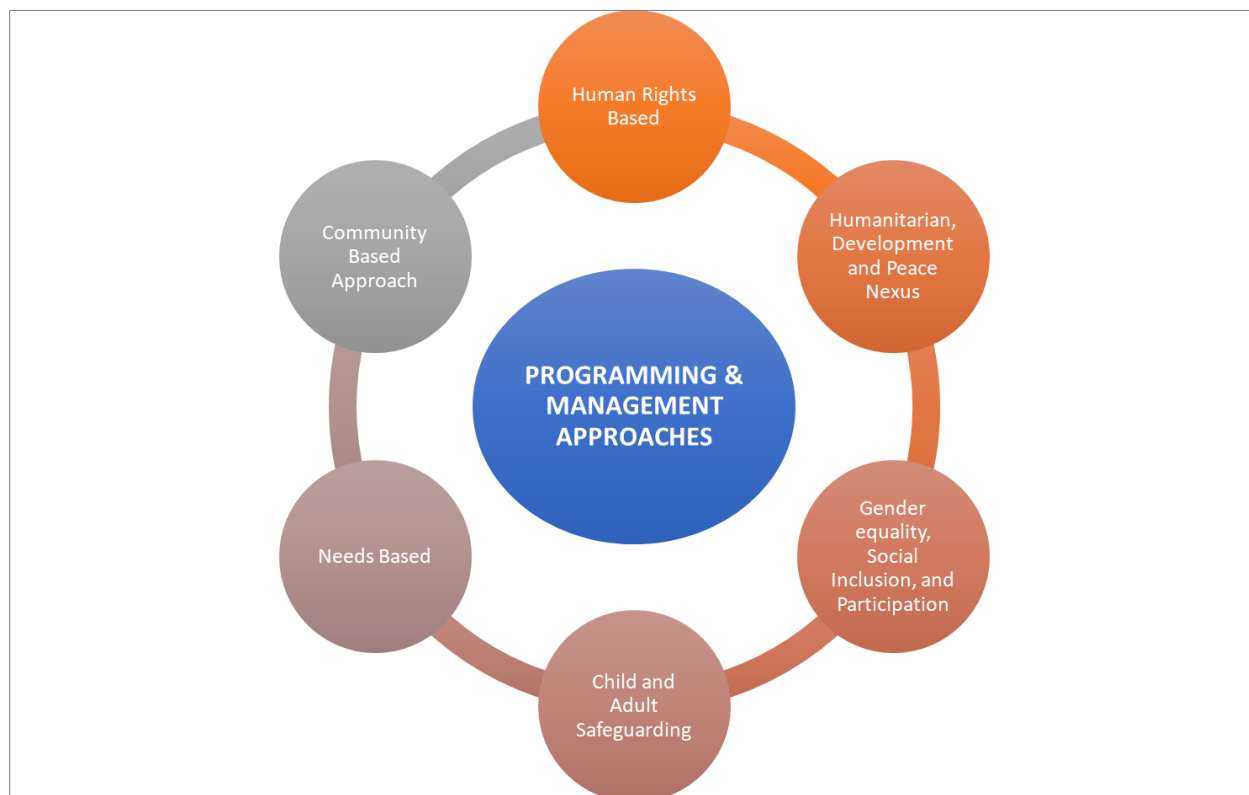 Human Rights
Based
Humanitarian,
Development
and Peace
Nexus
Gender
equality,
Social
Inclusion, and
Participation
Child and
Adult
Safeguarding
Needs Based
Community
Based
Approach
PROGRAMMING &
MANAGEMENT
APPROACHES